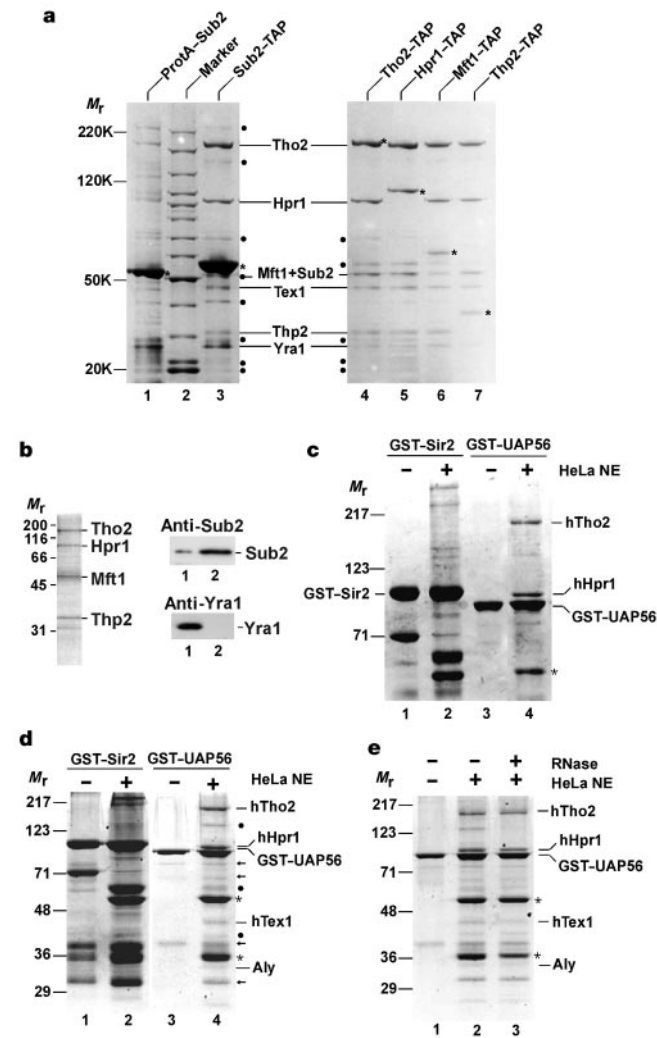 a
ProtA–Sub2
Marker
Sub2–TAP
Tho2–TAP
Hpr1–TAP
Mft1–TAP
Thp2–TAP
Mr
220K
120K
50K
20K
Tho2
Hpr1
Mft1+Sub2
Tex1
Thp2
Yra1
* * * * * *
1 2 3 4 5 6 7
b
Mr
200
116
66
45
31
Tho2
Hpr1
Mft1
Thp2
Anti-Sub2
Sub2
1 2
Anti-Yra1
Yra1
1 2
c
GST–Sir2 GST–UAP56
– + – + HeLa NE
Mr
217
123
GST–Sir2
71
hTho2
hHpr1
GST–UAP56
*
1 2 3 4
d
GST–Sir2 GST–UAP56
– + – + HeLa NE
Mr
217
123
71
48
36
29
hTho2
hHpr1
GST–UAP56
*
hTex1
*
Aly
1 2 3 4
e
– – + RNase
– + + HeLa NE
Mr
217
123
71
48
36
29
hTho2
hHpr1
GST–UAP56
*
hTex1
*
Aly
1 2 3